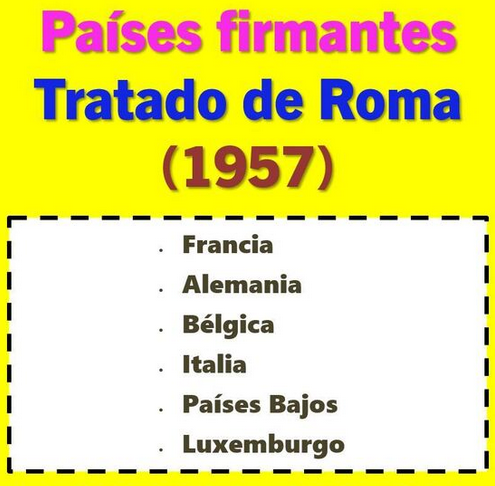 Países firmantes
Tratado de Roma
(1957)
. Francia
. Alemania
. Bélgica
. Italia
. Países Bajos
. Luxemburgo